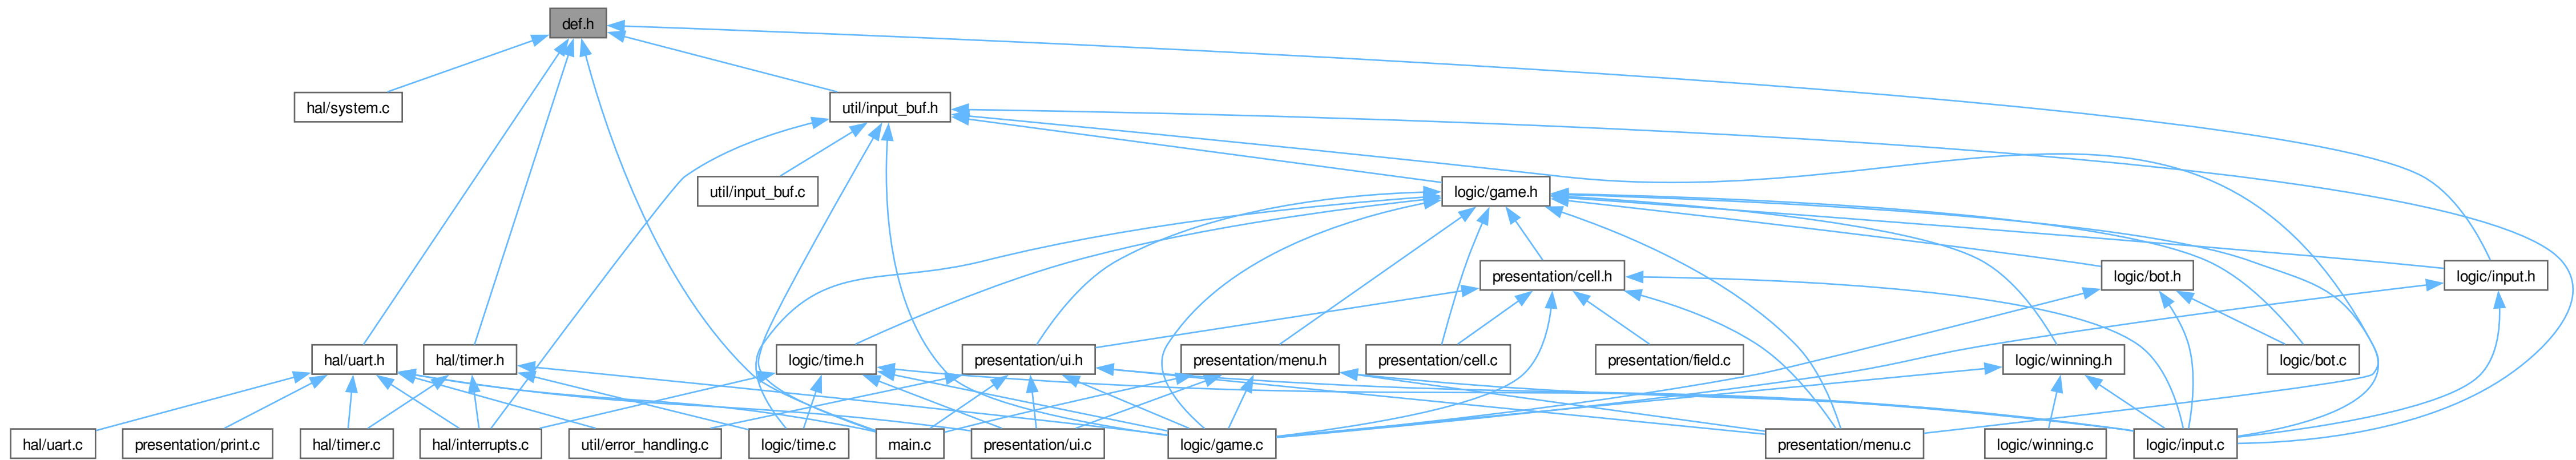 def.h
hal/system.c
util/input_buf.h
util/input_buf.c
logic/game.h
presentation/cell.h
logic/bot.h
logic/input.h
hal/uart.h
hal/timer.h
logic/time.h
presentation/ui.h
presentation/menu.h
presentation/cell.c
presentation/field.c
logic/winning.h
logic/bot.c
hal/uart.c
presentation/print.c
hal/timer.c
hal/interrupts.c
util/error_handling.c
logic/time.c
main.c
presentation/ui.c
logic/game.c
presentation/menu.c
logic/winning.c
logic/input.c